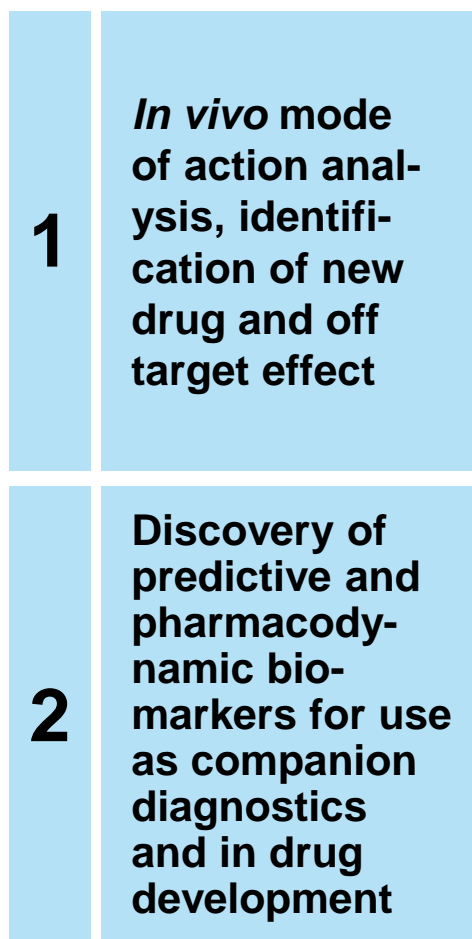 1
In vivo mode
of action anal-
ysis, identifi-
cation of new
drug and off
target effect
2
Discovery of
predictive and
pharmacody-
namic bio-
markers for use
as companion
diagnostics
and in drug
development